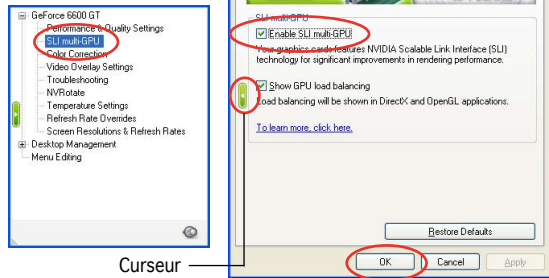 GeForce 6600 GT
Performance & Quality Settings
SLI multi-GPU
Color Correction
Video Overlay Settings
Troubleshooting
NVRotate
Temperature Settings
Refresh Rate Overrides
Screen Resolutions & Refresh Rates
Desktop Management
Menu Editing
SLI multi-GPU
Enable SLI multi-GPU
Your graphics cards features NVIDIA Scalable Link Interface (SLI)
technology for significant improvements in rendering performance.
Show GPU load balancing
Load balancing will be shown in DirectX and OpenGL applications.
To learn more, click here.
Restore Defaults
OK
Cancel
Apply
Curseur